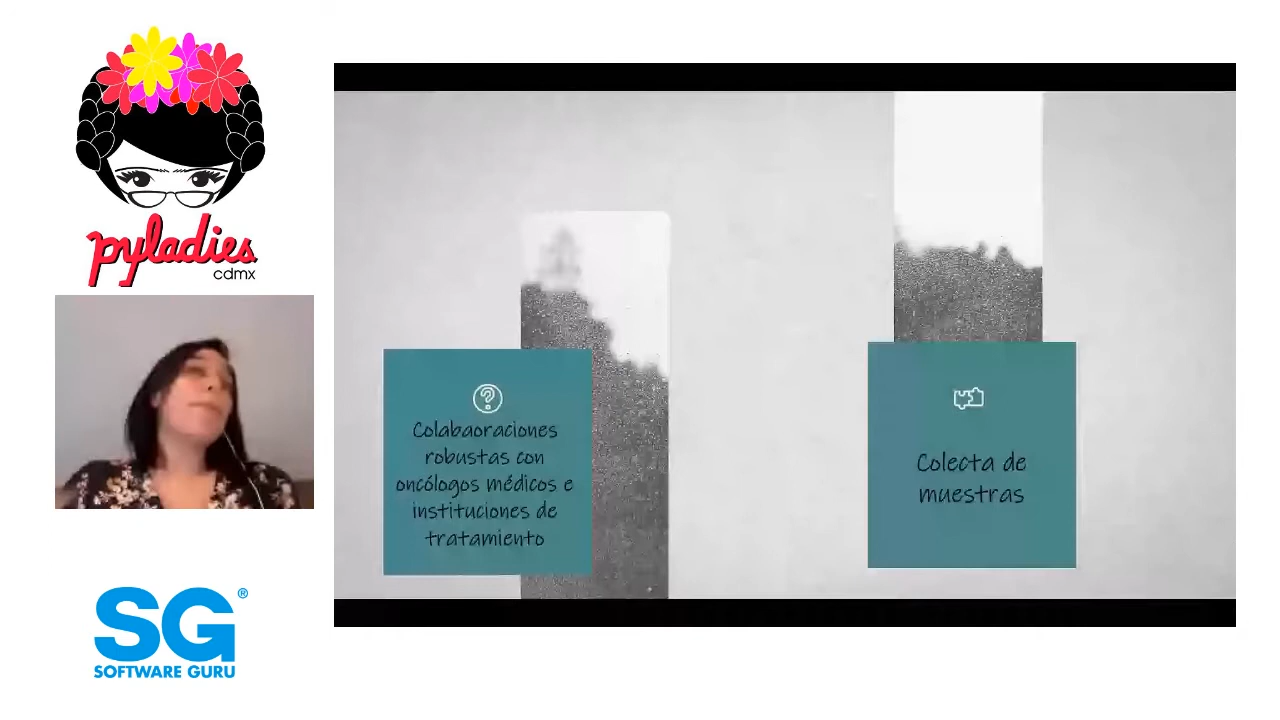 pyladies
cdmx
Colabaoraciones
robustas con
oncólogos médicos e
instituciones de
tratamiento
Colecta de
muestras
SG®
SOFTWARE GURU